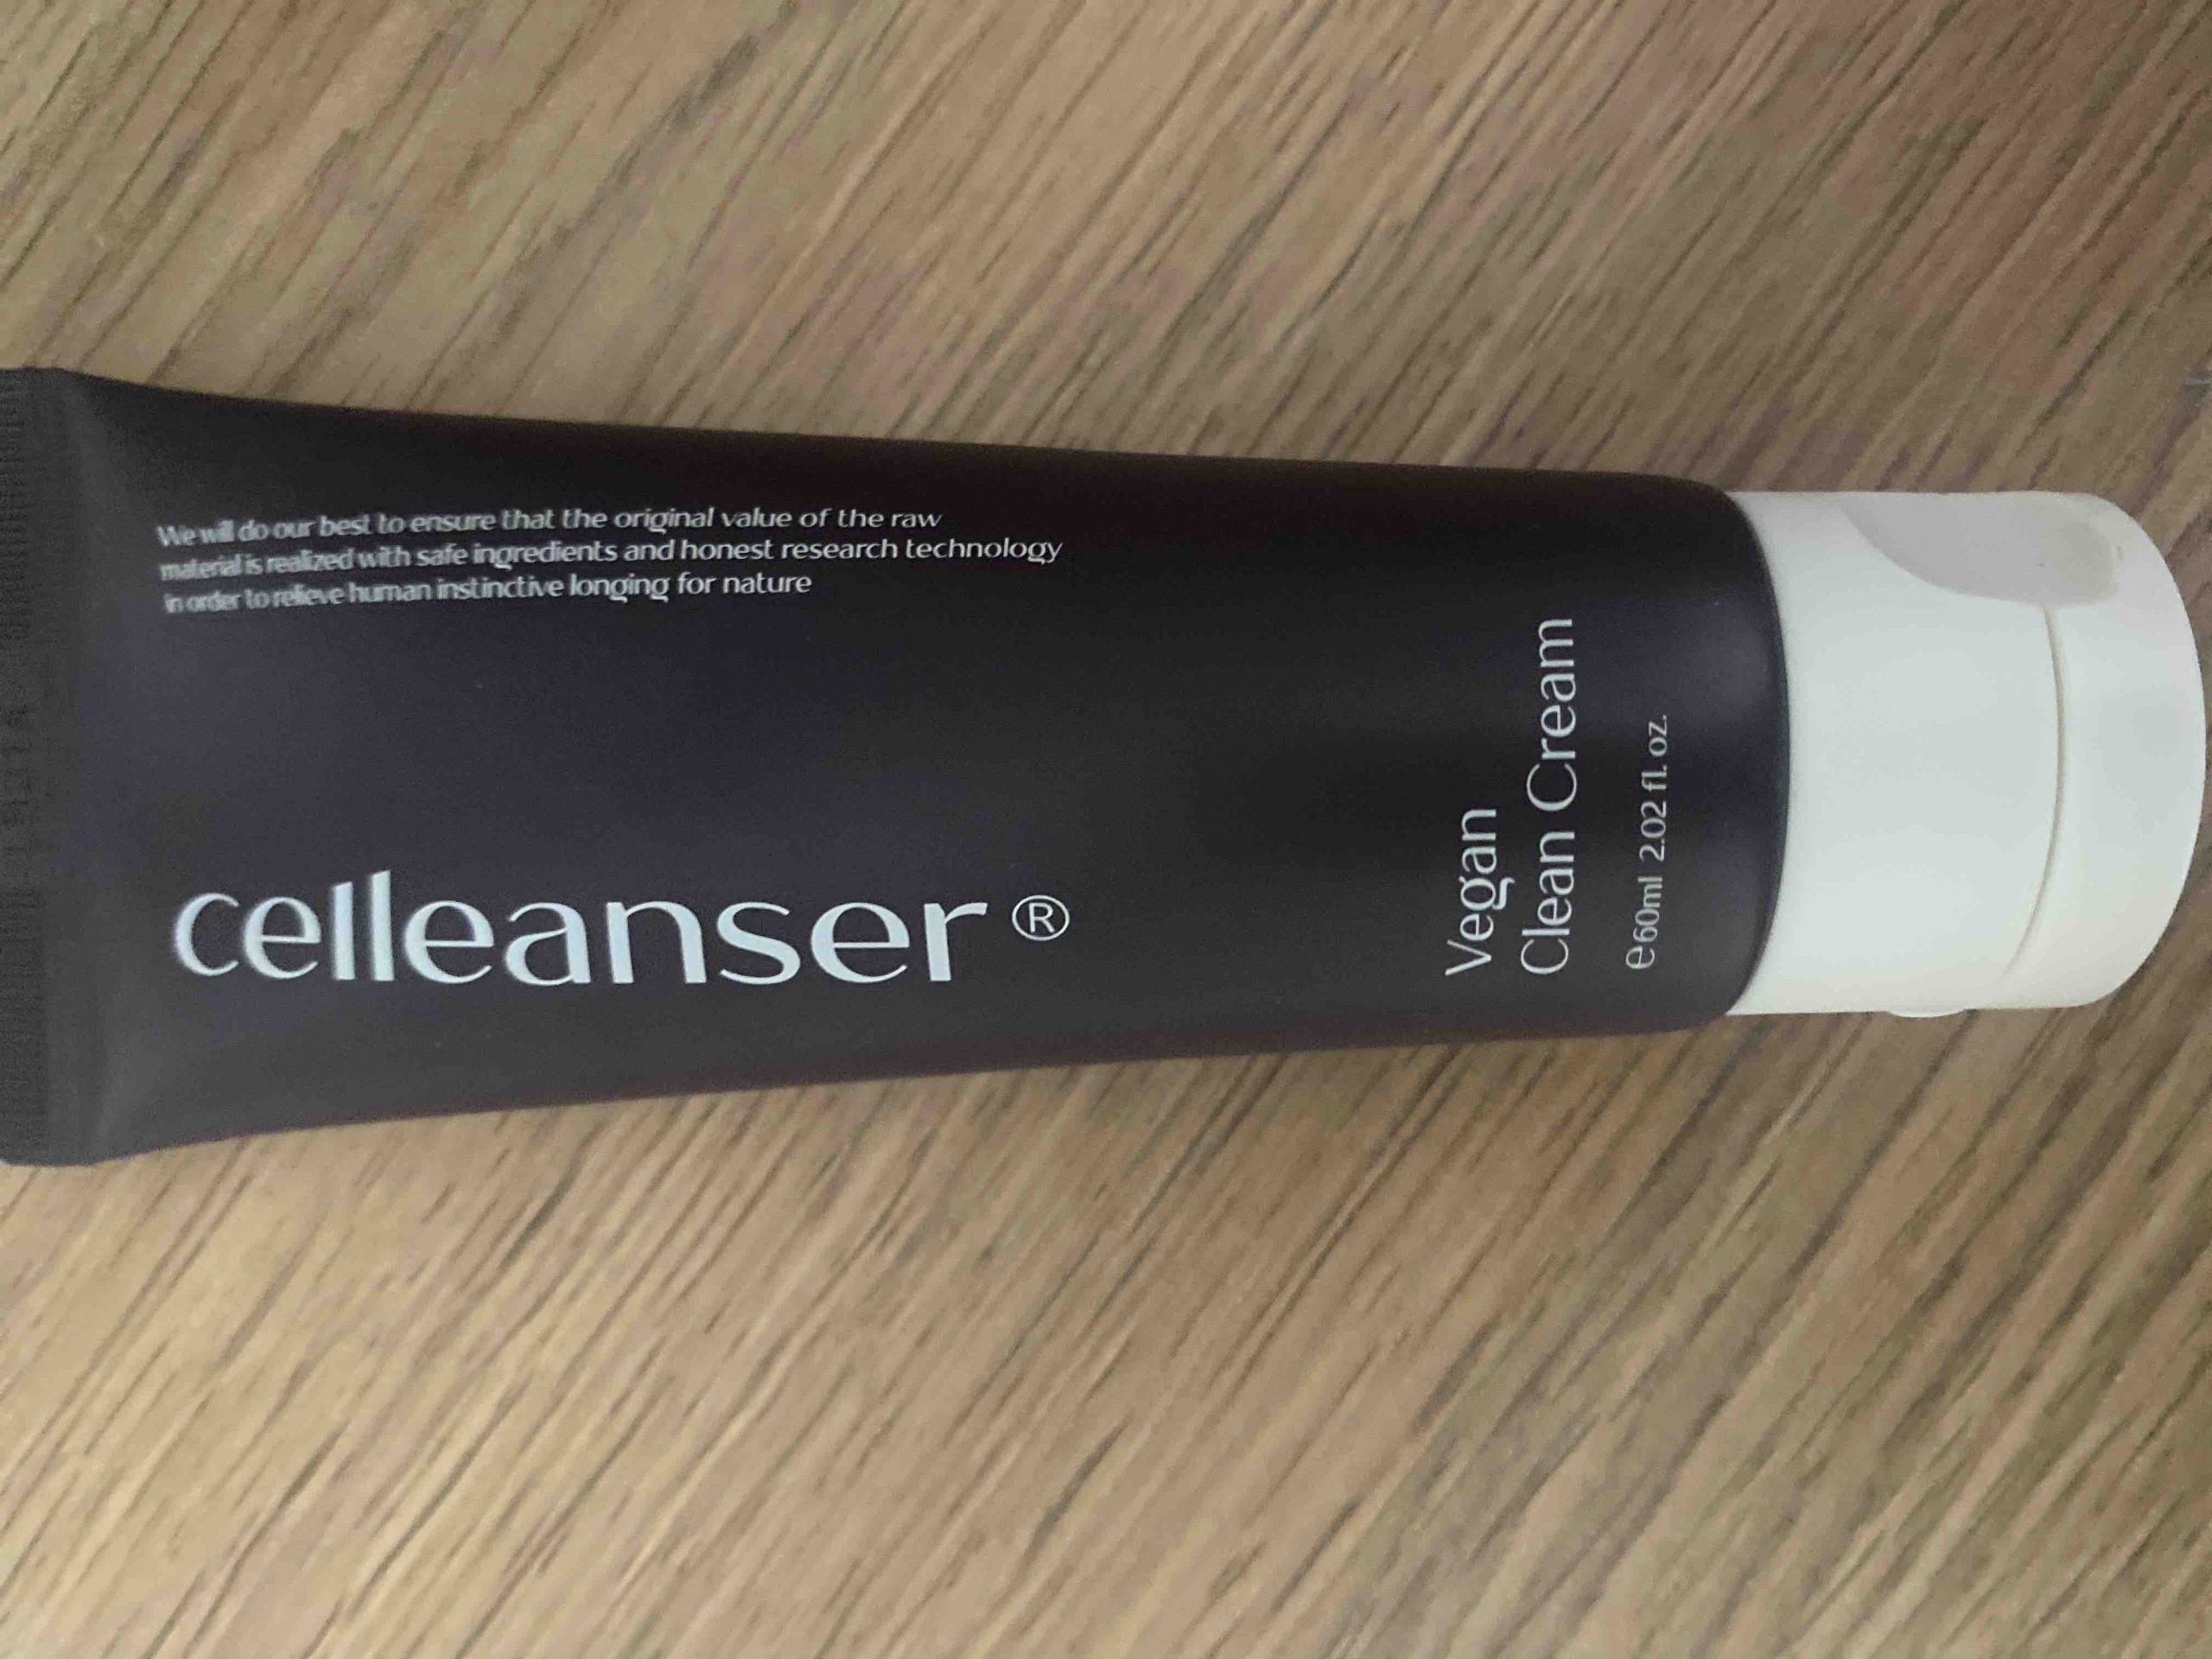 We will do our best to ensure that the original value of the raw
material is realized with safe ingredients and honest research technology
in order to relieve human instinctive longing for nature
celleanser®
Vegan
Clean Cream
℮60ml 2.02 fl. oz.